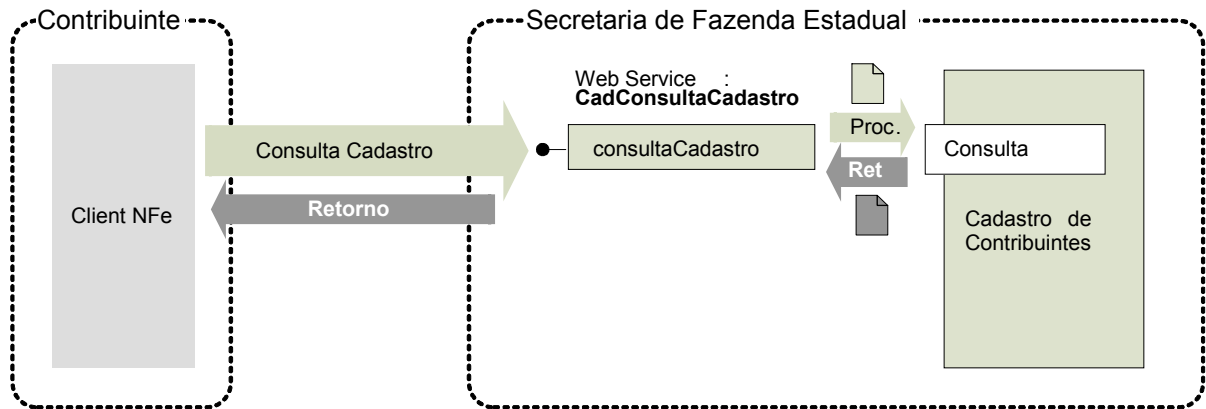 Contribuinte
Secretaria de Fazenda Estadual
Web Service :
CadConsultaCadastro
Proc.
Consulta Cadastro
consultaCadastro
Consulta
Ret
Retorno
Client NFe
Cadastro de
Contribuintes